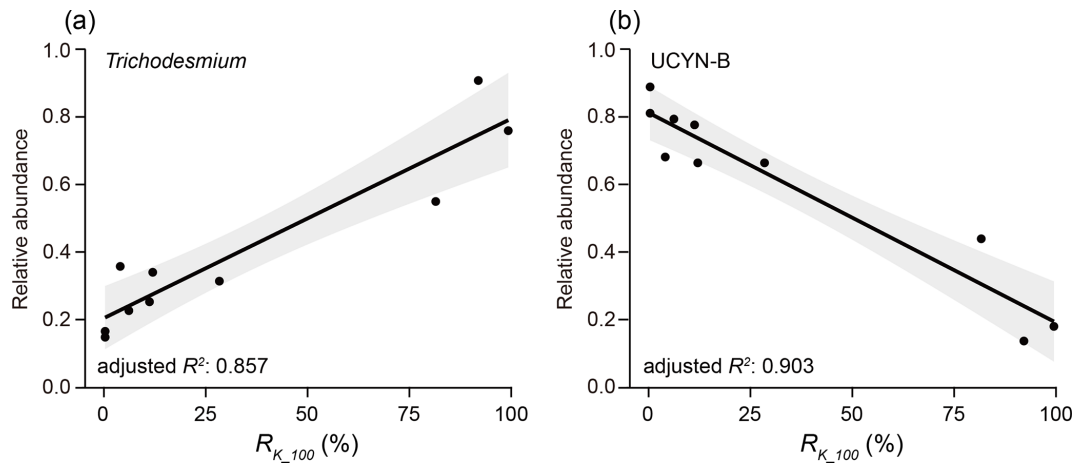 (a)
Trichodesmium
1.0
0.8
0.6
0.4
0.2
0.0
Relative abundance
adjusted R²: 0.857
0 25 50 75 100
R_K_100 (%)
(b)
UCYN-B
1.0
0.8
0.6
0.4
0.2
0.0
Relative abundance
adjusted R²: 0.903
0 25 50 75 100
R_K_100 (%)